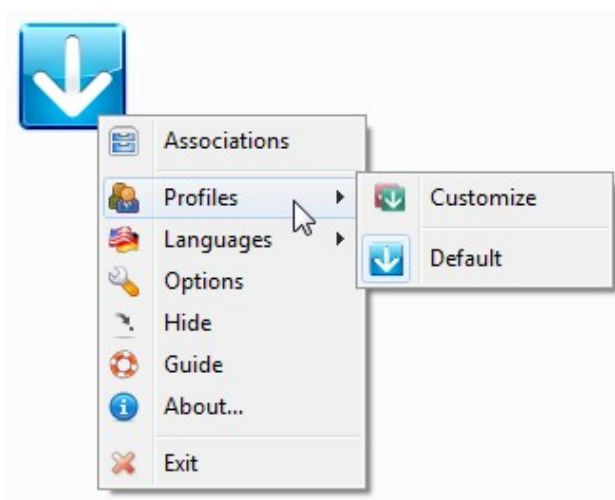 Associations
Profiles
Languages
Options
Hide
Guide
About...
Exit
Customize
Default